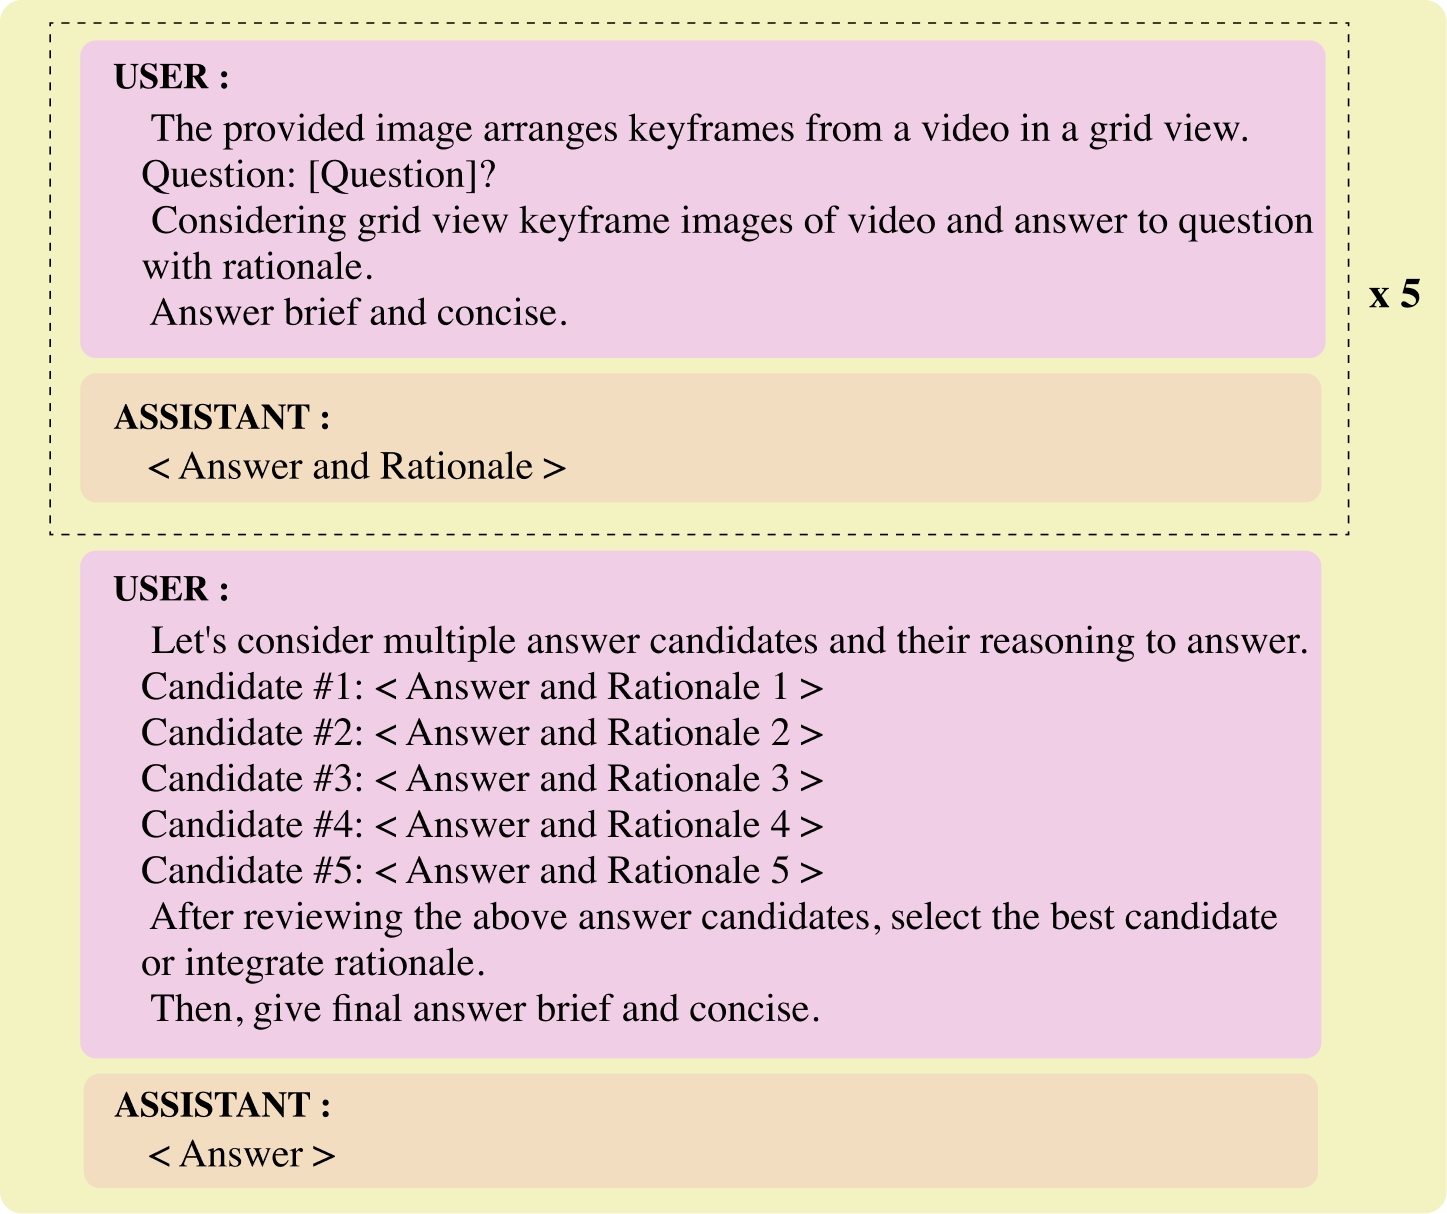 USER :
The provided image arranges keyframes from a video in a grid view.
Question: [Question]?
Considering grid view keyframe images of video and answer to question
with rationale.
Answer brief and concise.
x 5
ASSISTANT :
< Answer and Rationale >
USER :
Let's consider multiple answer candidates and their reasoning to answer.
Candidate #1: < Answer and Rationale 1 >
Candidate #2: < Answer and Rationale 2 >
Candidate #3: < Answer and Rationale 3 >
Candidate #4: < Answer and Rationale 4 >
Candidate #5: < Answer and Rationale 5 >
After reviewing the above answer candidates, select the best candidate
or integrate rationale.
Then, give final answer brief and concise.
ASSISTANT :
< Answer >